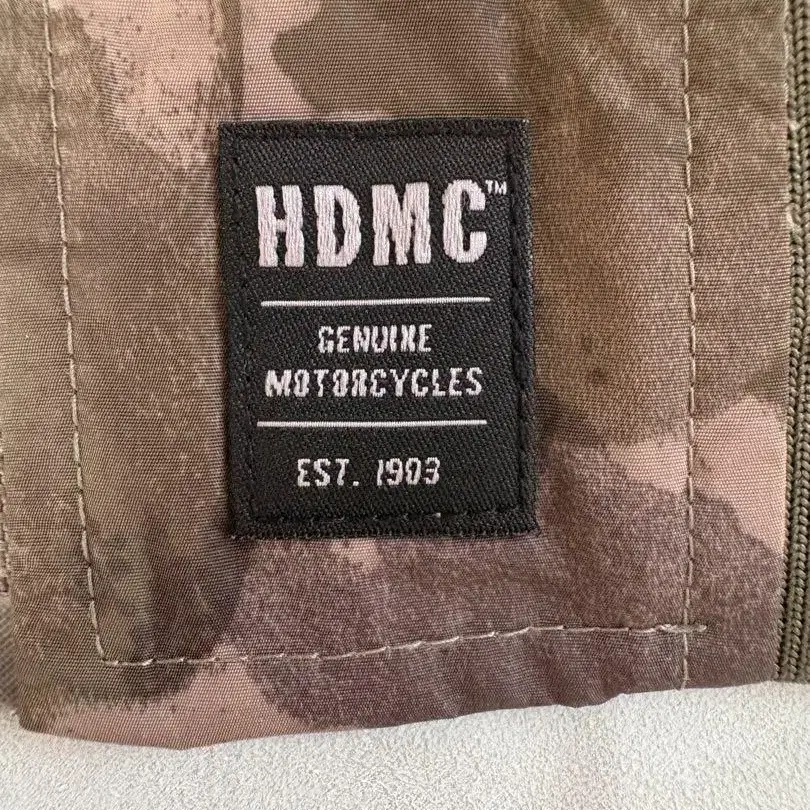 HDMC™
GENUINE
MOTORCYCLES
EST. 1903